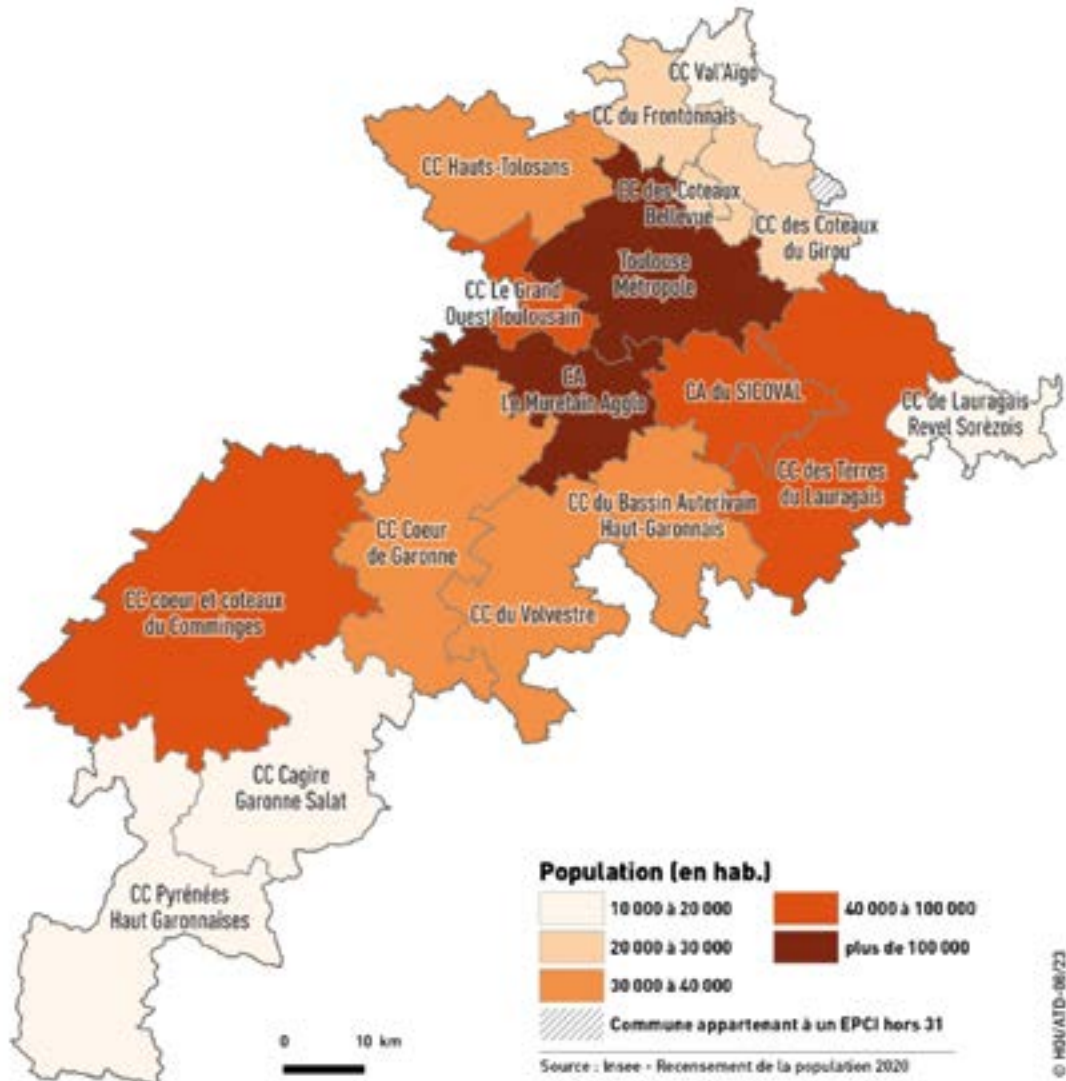 CC Val'Aïgo
CC du Frontonnais
CC Hauts-Tolosans
CC des Coteaux
Bellevue
CC des Coteaux
du Girou
Toulouse
Métropole
CC Le Grand
Ouest Toulousain
CA
Le Muretain Agglo
CA du SICOVAL
CC de Lauragais
Revel Sorèzois
CC des Terres
du Lauragais
CC du Bassin Auterivain
Haut-Garonnais
CC Coeur
de Garonne
CC coeur et coteaux
du Comminges
CC du Volvestre
CC Cagire
Garonne Salat
CC Pyrénées
Haut Garonnaises
Population (en hab.)
10 000 à 20 000
20 000 à 30 000
30 000 à 40 000
40 000 à 100 000
plus de 100 000
Commune appartenant à un EPCI hors 31
0 10 km
Source : Insee - Recensement de la population 2020
© HGI/ATD-08/23